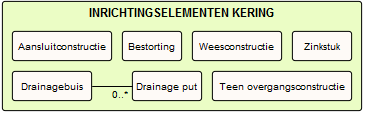 INRICHTINGSELEMENTEN KERING
Aansluitconstructie Bestorting Weesconstructie Zinkstuk
Drainagebuis 0..* Drainage put Teen overgangsconstructie